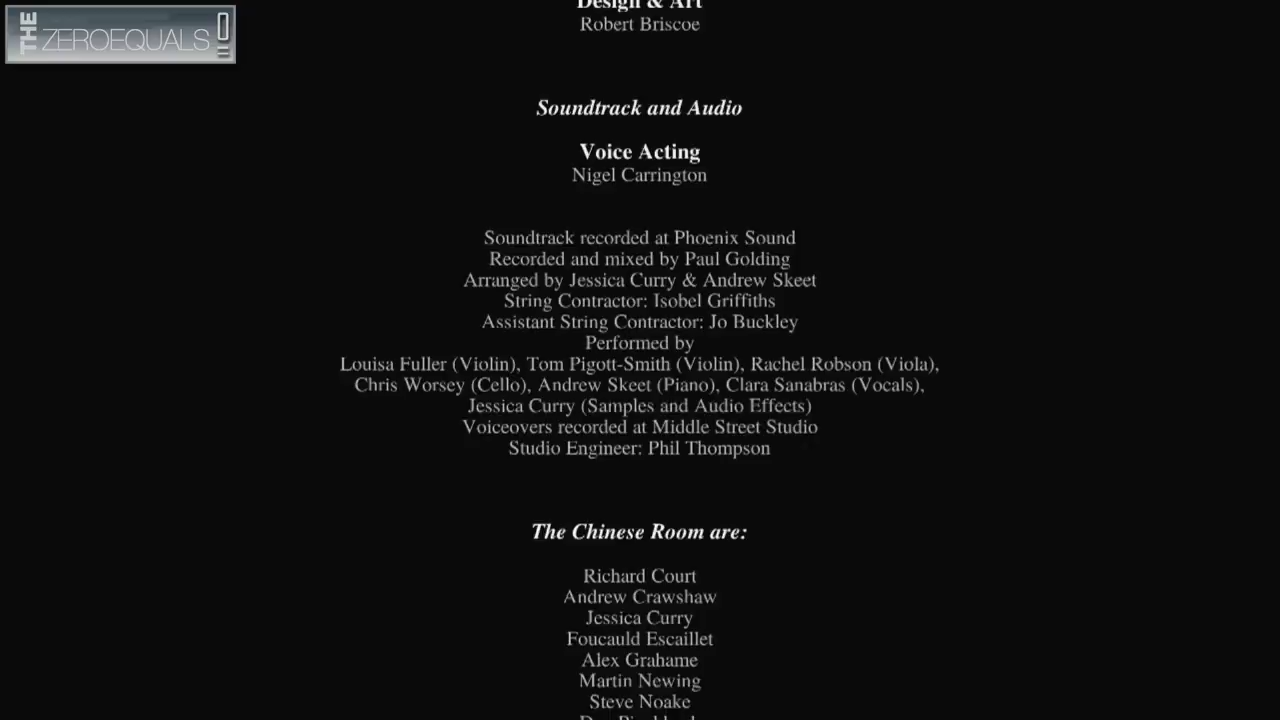 THE ZEROEQUALS 0 =
Design & Art
Robert Briscoe
Soundtrack and Audio
Voice Acting
Nigel Carrington
Soundtrack recorded at Phoenix Sound
Recorded and mixed by Paul Golding
Arranged by Jessica Curry & Andrew Skeet
String Contractor: Isobel Griffiths
Assistant String Contractor: Jo Buckley
Performed by
Louisa Fuller (Violin), Tom Pigott-Smith (Violin), Rachel Robson (Viola),
Chris Worsey (Cello), Andrew Skeet (Piano), Clara Sanabras (Vocals),
Jessica Curry (Samples and Audio Effects)
Voiceovers recorded at Middle Street Studio
Studio Engineer: Phil Thompson
The Chinese Room are:
Richard Court
Andrew Crawshaw
Jessica Curry
Foucauld Escaillet
Alex Grahame
Martin Newing
Steve Noake